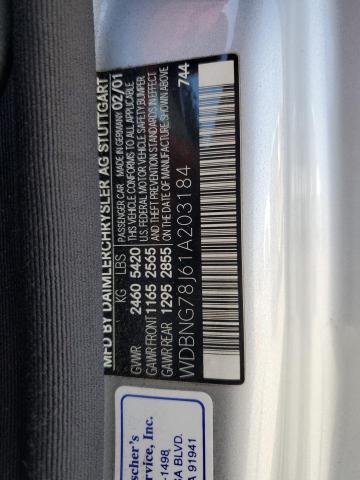 MFD BY DAIMLERCHRYSLER AG STUTTGART
PASSENGER CAR MADE IN GERMANY 02/01
KG LBS
GVWR 2460 5420
GAWR FRONT 1165 2565
GAWR REAR 1295 2855
THIS VEHICLE CONFORMS TO ALL APPLICABLE
U.S. FEDERAL MOTOR VEHICLE SAFETY, BUMPER
AND THEFT PREVENTION STANDARDS IN EFFECT
ON THE DATE OF MANUFACTURE SHOWN ABOVE
744
WDBNG78J61A203184
scher's
rvice, Inc.
-1498
SA BLVD.
A 91941